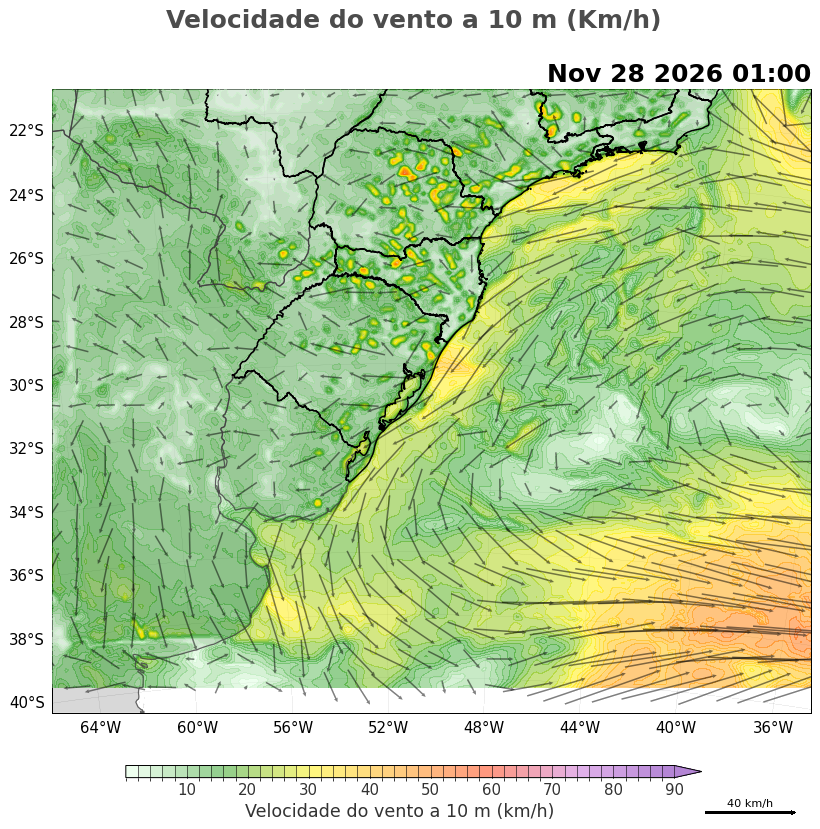 Velocidade do vento a 10 m (Km/h)
Nov 28 2026 01:00
22°S
24°S
26°S
28°S
30°S
32°S
34°S
36°S
38°S
40°S
64°W 60°W 56°W 52°W 48°W 44°W 40°W 36°W
10 20 30 40 50 60 70 80 90
Velocidade do vento a 10 m (km/h)
40 km/h